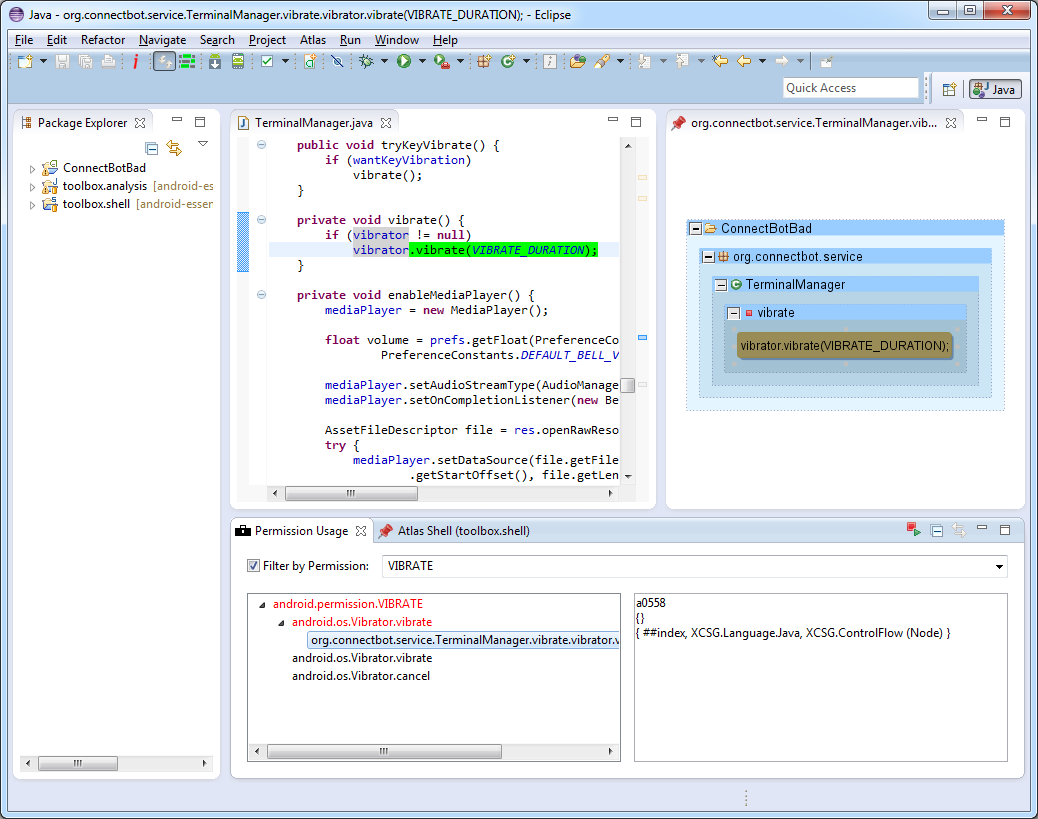 Java - org.connectbot.service.TerminalManager.vibrate.vibrator.vibrate(VIBRATE_DURATION); - Eclipse
File Edit Refactor Navigate Search Project Atlas Run Window Help
Quick Access
Java
Package Explorer
ConnectBotBad
toolbox.analysis [android-es
toolbox.shell [android-essen
TerminalManager.java
public void tryKeyVibrate() {
if (wantKeyVibration)
vibrate();
}
private void vibrate() {
if (vibrator != null)
vibrator.vibrate(VIBRATE_DURATION);
}
private void enableMediaPlayer() {
mediaPlayer = new MediaPlayer();
float volume = prefs.getFloat(PreferenceCo
PreferenceConstants.DEFAULT_BELL_V
mediaPlayer.setAudioStreamType(AudioManage
mediaPlayer.setOnCompletionListener(new Be
AssetFileDescriptor file = res.openRawReso
try {
mediaPlayer.setDataSource(file.getFile
.getStartOffset(), file.getLen
org.connectbot.service.TerminalManager.vib...
ConnectBotBad
org.connectbot.service
TerminalManager
vibrate
vibrator.vibrate(VIBRATE_DURATION);
Permission Usage
Atlas Shell (toolbox.shell)
Filter by Permission:
VIBRATE
android.permission.VIBRATE
android.os.Vibrator.vibrate
org.connectbot.service.TerminalManager.vibrate.vibrator.v
android.os.Vibrator.vibrate
android.os.Vibrator.cancel
a0558
{}
{ ##index, XCSG.Language.Java, XCSG.ControlFlow (Node) }